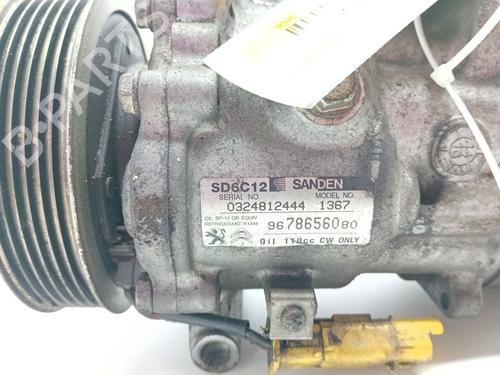 B-PARTS
SD6C12 SANDEN
SERIAL NO. MODEL NO.
0324812444 1367
OIL SP-10 OR EQUIV
REFRIGERANT R134a
9678656080
Oil 110cc CW ONLY